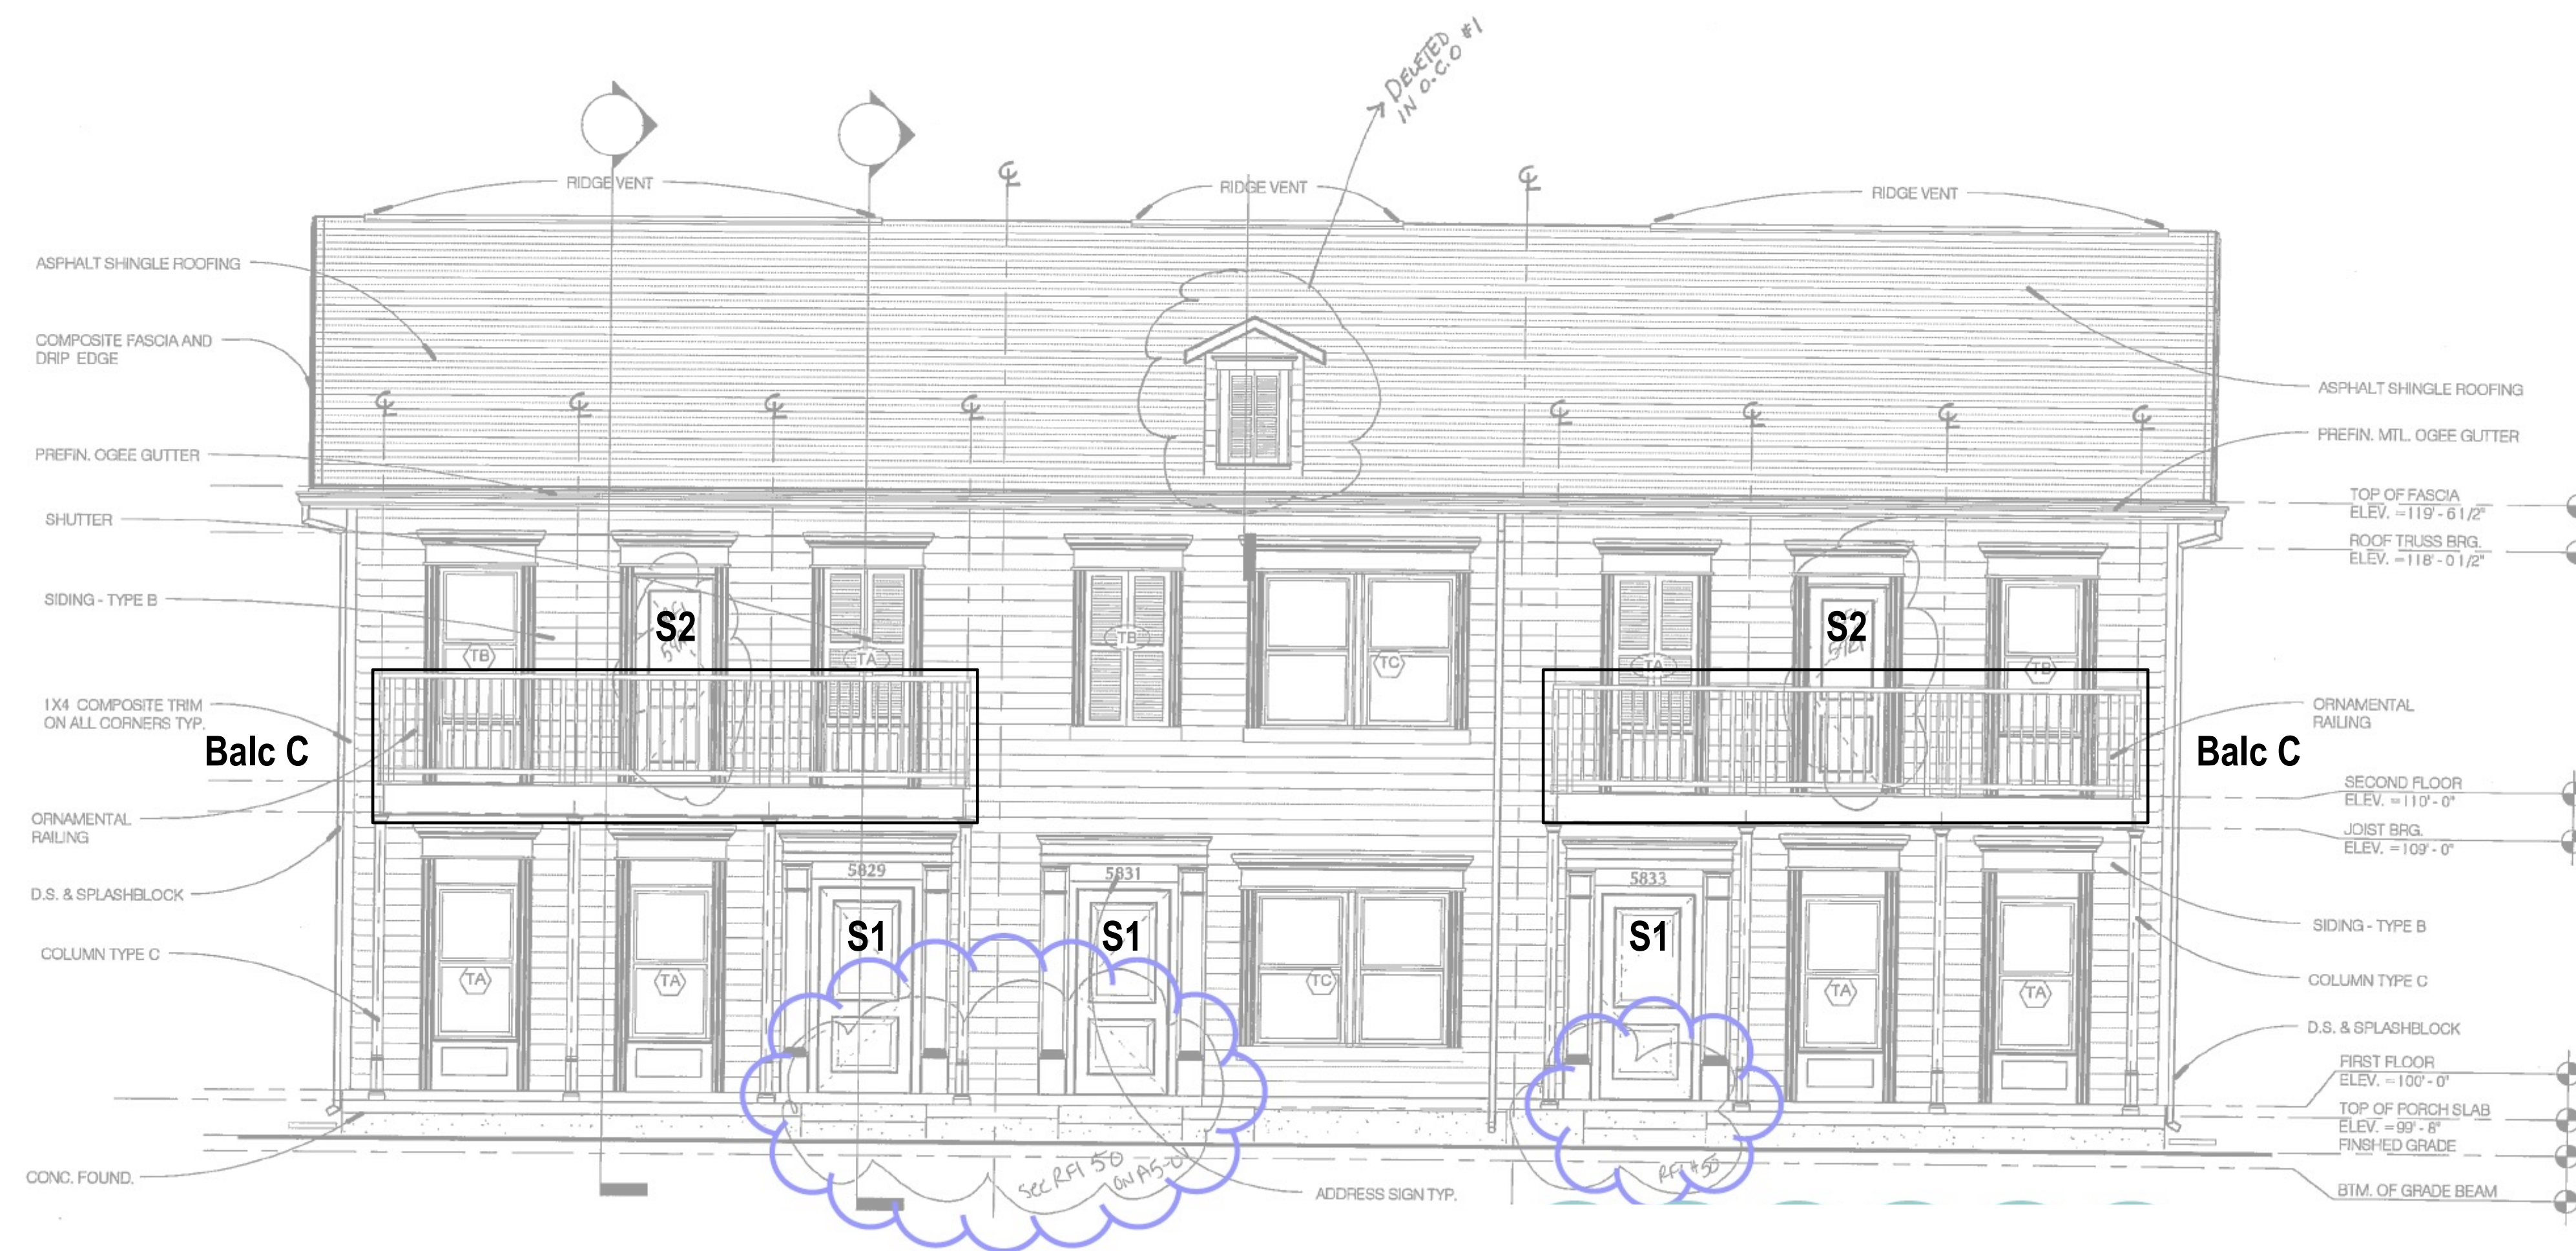 DELETED #1
IN O.C.O
RIDGE VENT
RIDGE VENT
RIDGE VENT
ASPHALT SHINGLE ROOFING
COMPOSITE FASCIA AND
DRIP EDGE
ASPHALT SHINGLE ROOFING
PREFIN. MTL. OGEE GUTTER
PREFIN. OGEE GUTTER
TOP OF FASCIA
ELEV. =119'-6 1/2"
SHUTTER
ROOF TRUSS BRG.
ELEV. =118'-0 1/2"
SIDING - TYPE B
S2
S2
TB
TA
TB
TC
TA
TB
1X4 COMPOSITE TRIM
ON ALL CORNERS TYP.
ORNAMENTAL
RAILING
Balc C
Balc C
SECOND FLOOR
ELEV. =110'-0"
ORNAMENTAL
RAILING
JOIST BRG.
ELEV. =109'-0"
5829
5831
5833
D.S. & SPLASHBLOCK
S1
S1
S1
SIDING - TYPE B
COLUMN TYPE C
COLUMN TYPE C
TA
TA
TC
TA
TA
D.S. & SPLASHBLOCK
FIRST FLOOR
ELEV. =100'-0"
TOP OF PORCH SLAB
ELEV. =99'-8"
FINSHED GRADE
CONC. FOUND.
See RFI 50
ON A5-0
RFI #50
ADDRESS SIGN TYP.
BTM. OF GRADE BEAM